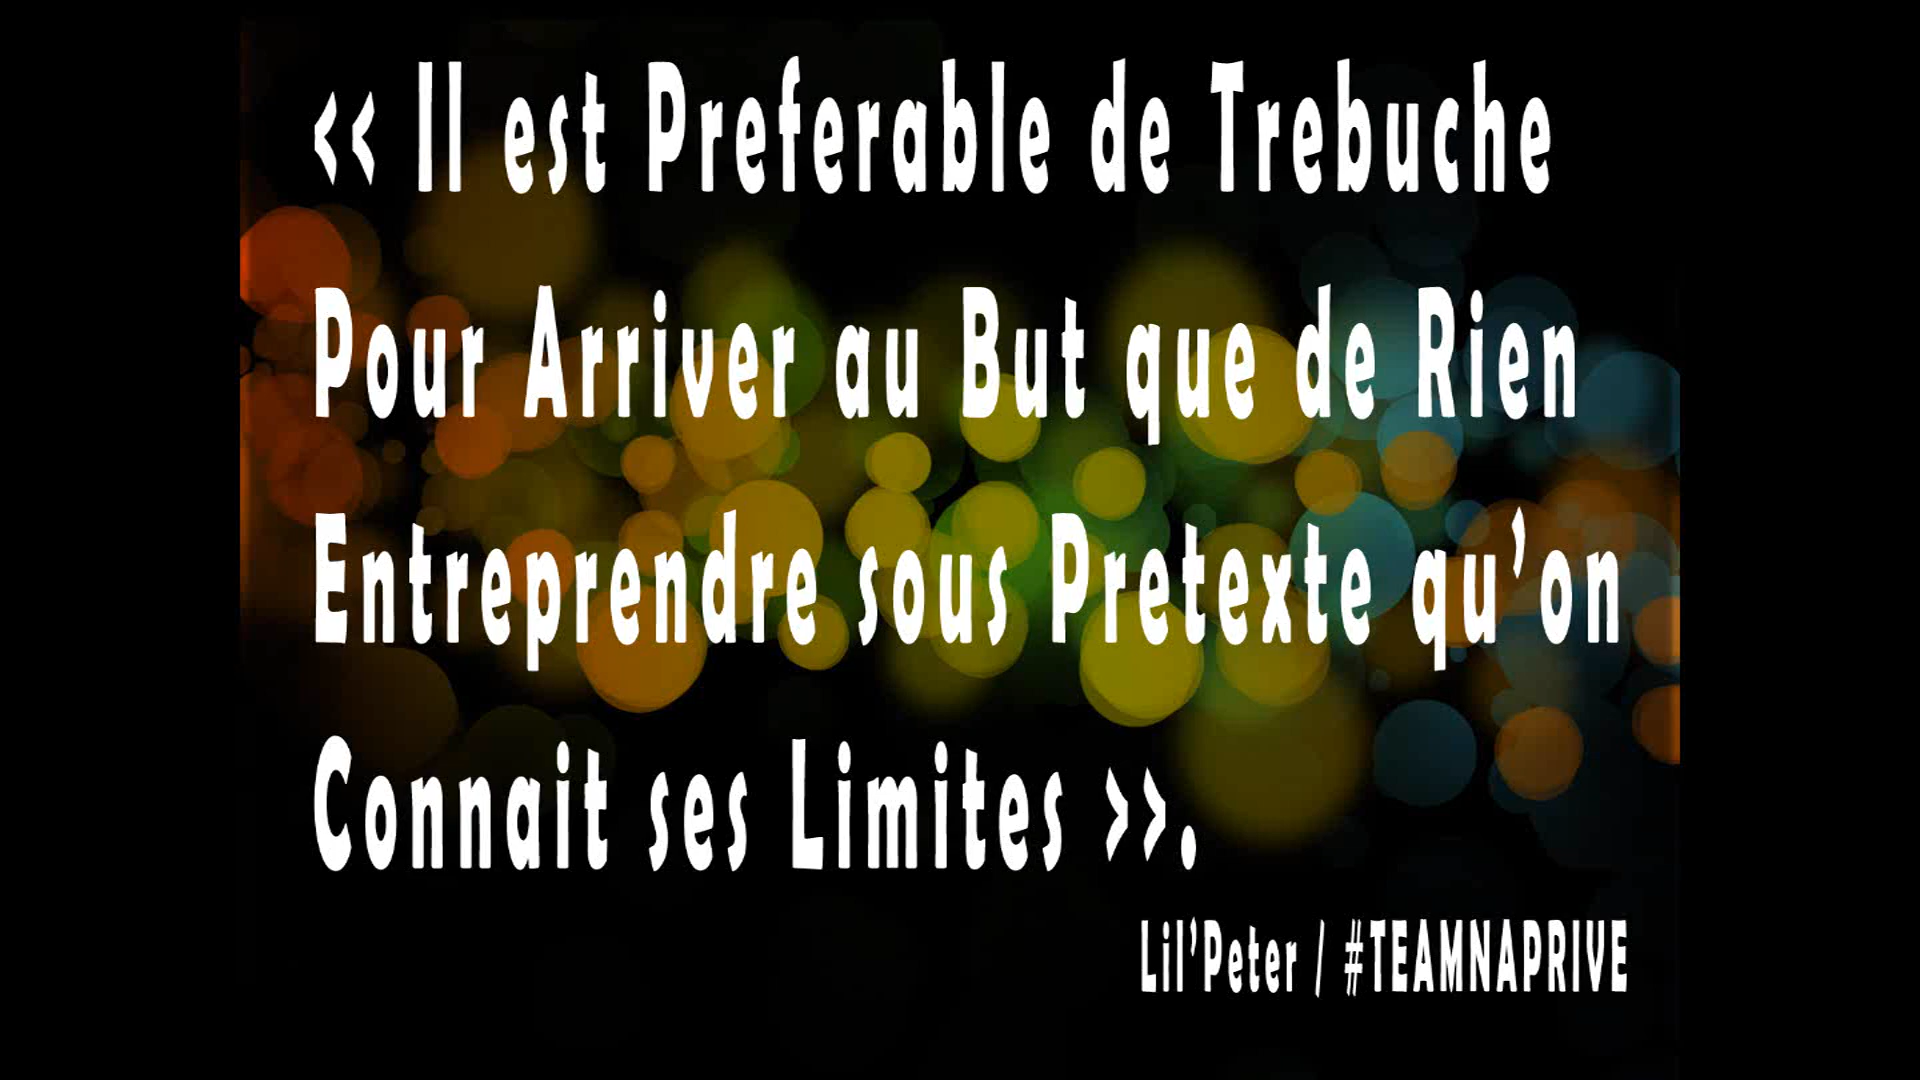 << Il est Preferable de Trebuche
Pour Arriver au But que de Rien
Entreprendre sous Pretexte qu'on
Connait ses Limites >>.
Lil'Peter / #TEAMNAPRIVE